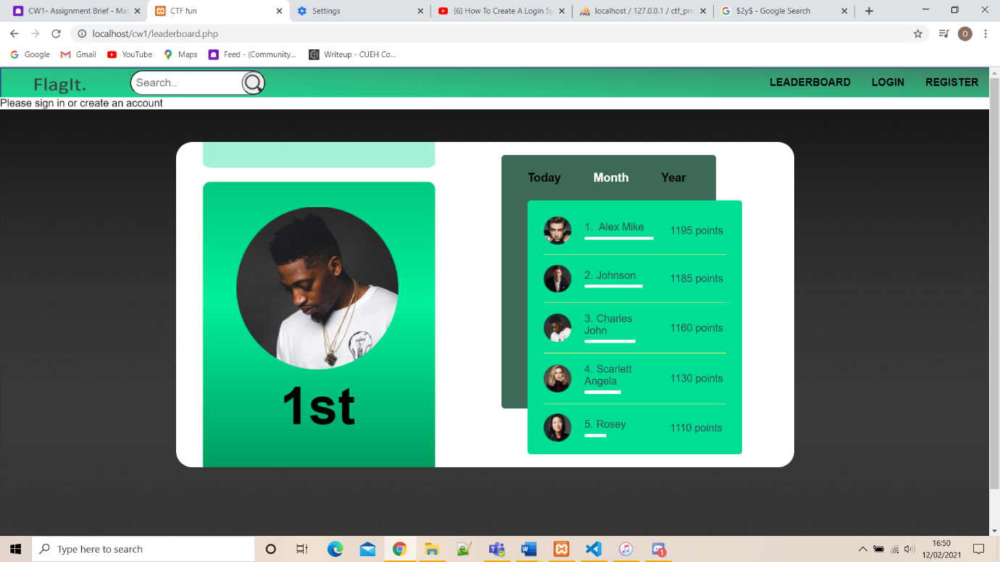 CW1- Assignment Brief - Mat
CTF fun
Settings
(6) How To Create A Login Sy
localhost / 127.0.0.1 / ctf_pro
$2y$ - Google Search
localhost/cw1/leaderboard.php
O
Google
Gmail
YouTube
Maps
Feed - (Community...
Writeup - CUEH Co...
FlagIt.
Search..
LEADERBOARD
LOGIN
REGISTER
Please sign in or create an account
Today
Month
Year
1. Alex Mike
1195 points
2. Johnson
1185 points
3. Charles
John
1160 points
4. Scarlett
Angela
1130 points
5. Rosey
1110 points
1st
Type here to search
1
16:50
12/02/2021